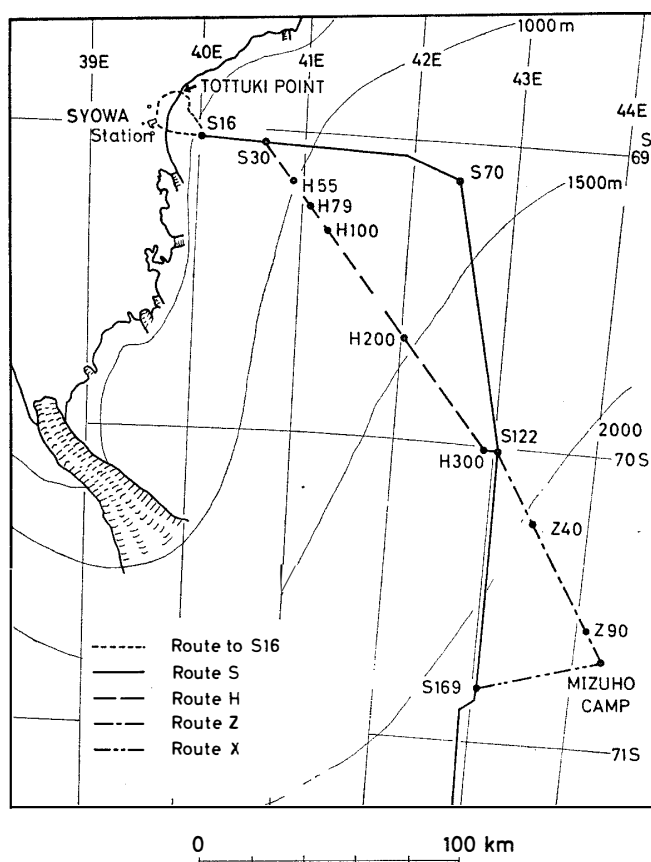 1000m
39E
40E
41E
42E
43E
44E
TOTTUKI POINT
SYOWA
Station
S16
S
69
S30
S70
H55
1500m
H79
H100
H200
S122
2000
H300
70S
Z40
Z90
Route to S16
Route S
Route H
Route Z
Route X
S169
MIZUHO
CAMP
71S
0
100 km